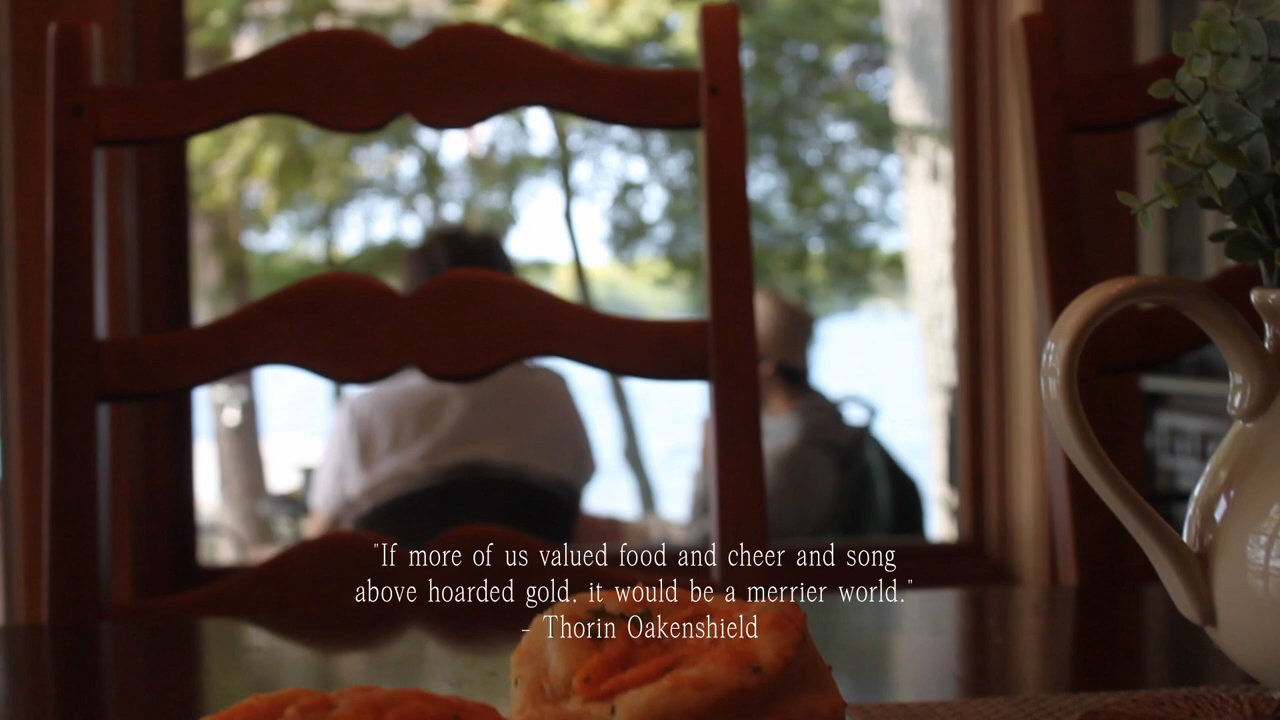 "If more of us valued food and cheer and song
above hoarded gold, it would be a merrier world."
- Thorin Oakenshield